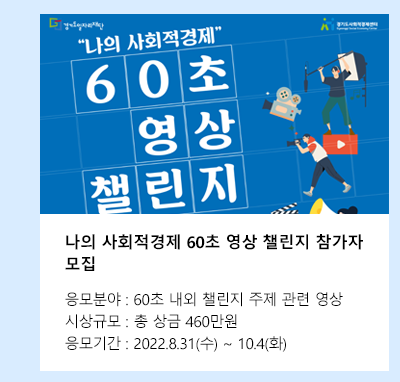 경기도일자리재단
경기도사회적경제센터
"나의 사회적경제"
60초
영상
챌린지
나의 사회적경제 60초 영상 챌린지 참가자
모집
응모분야 : 60초 내외 챌린지 주제 관련 영상
시상규모 : 총 상금 460만원
응모기간 : 2022.8.31(수) ~ 10.4(화)